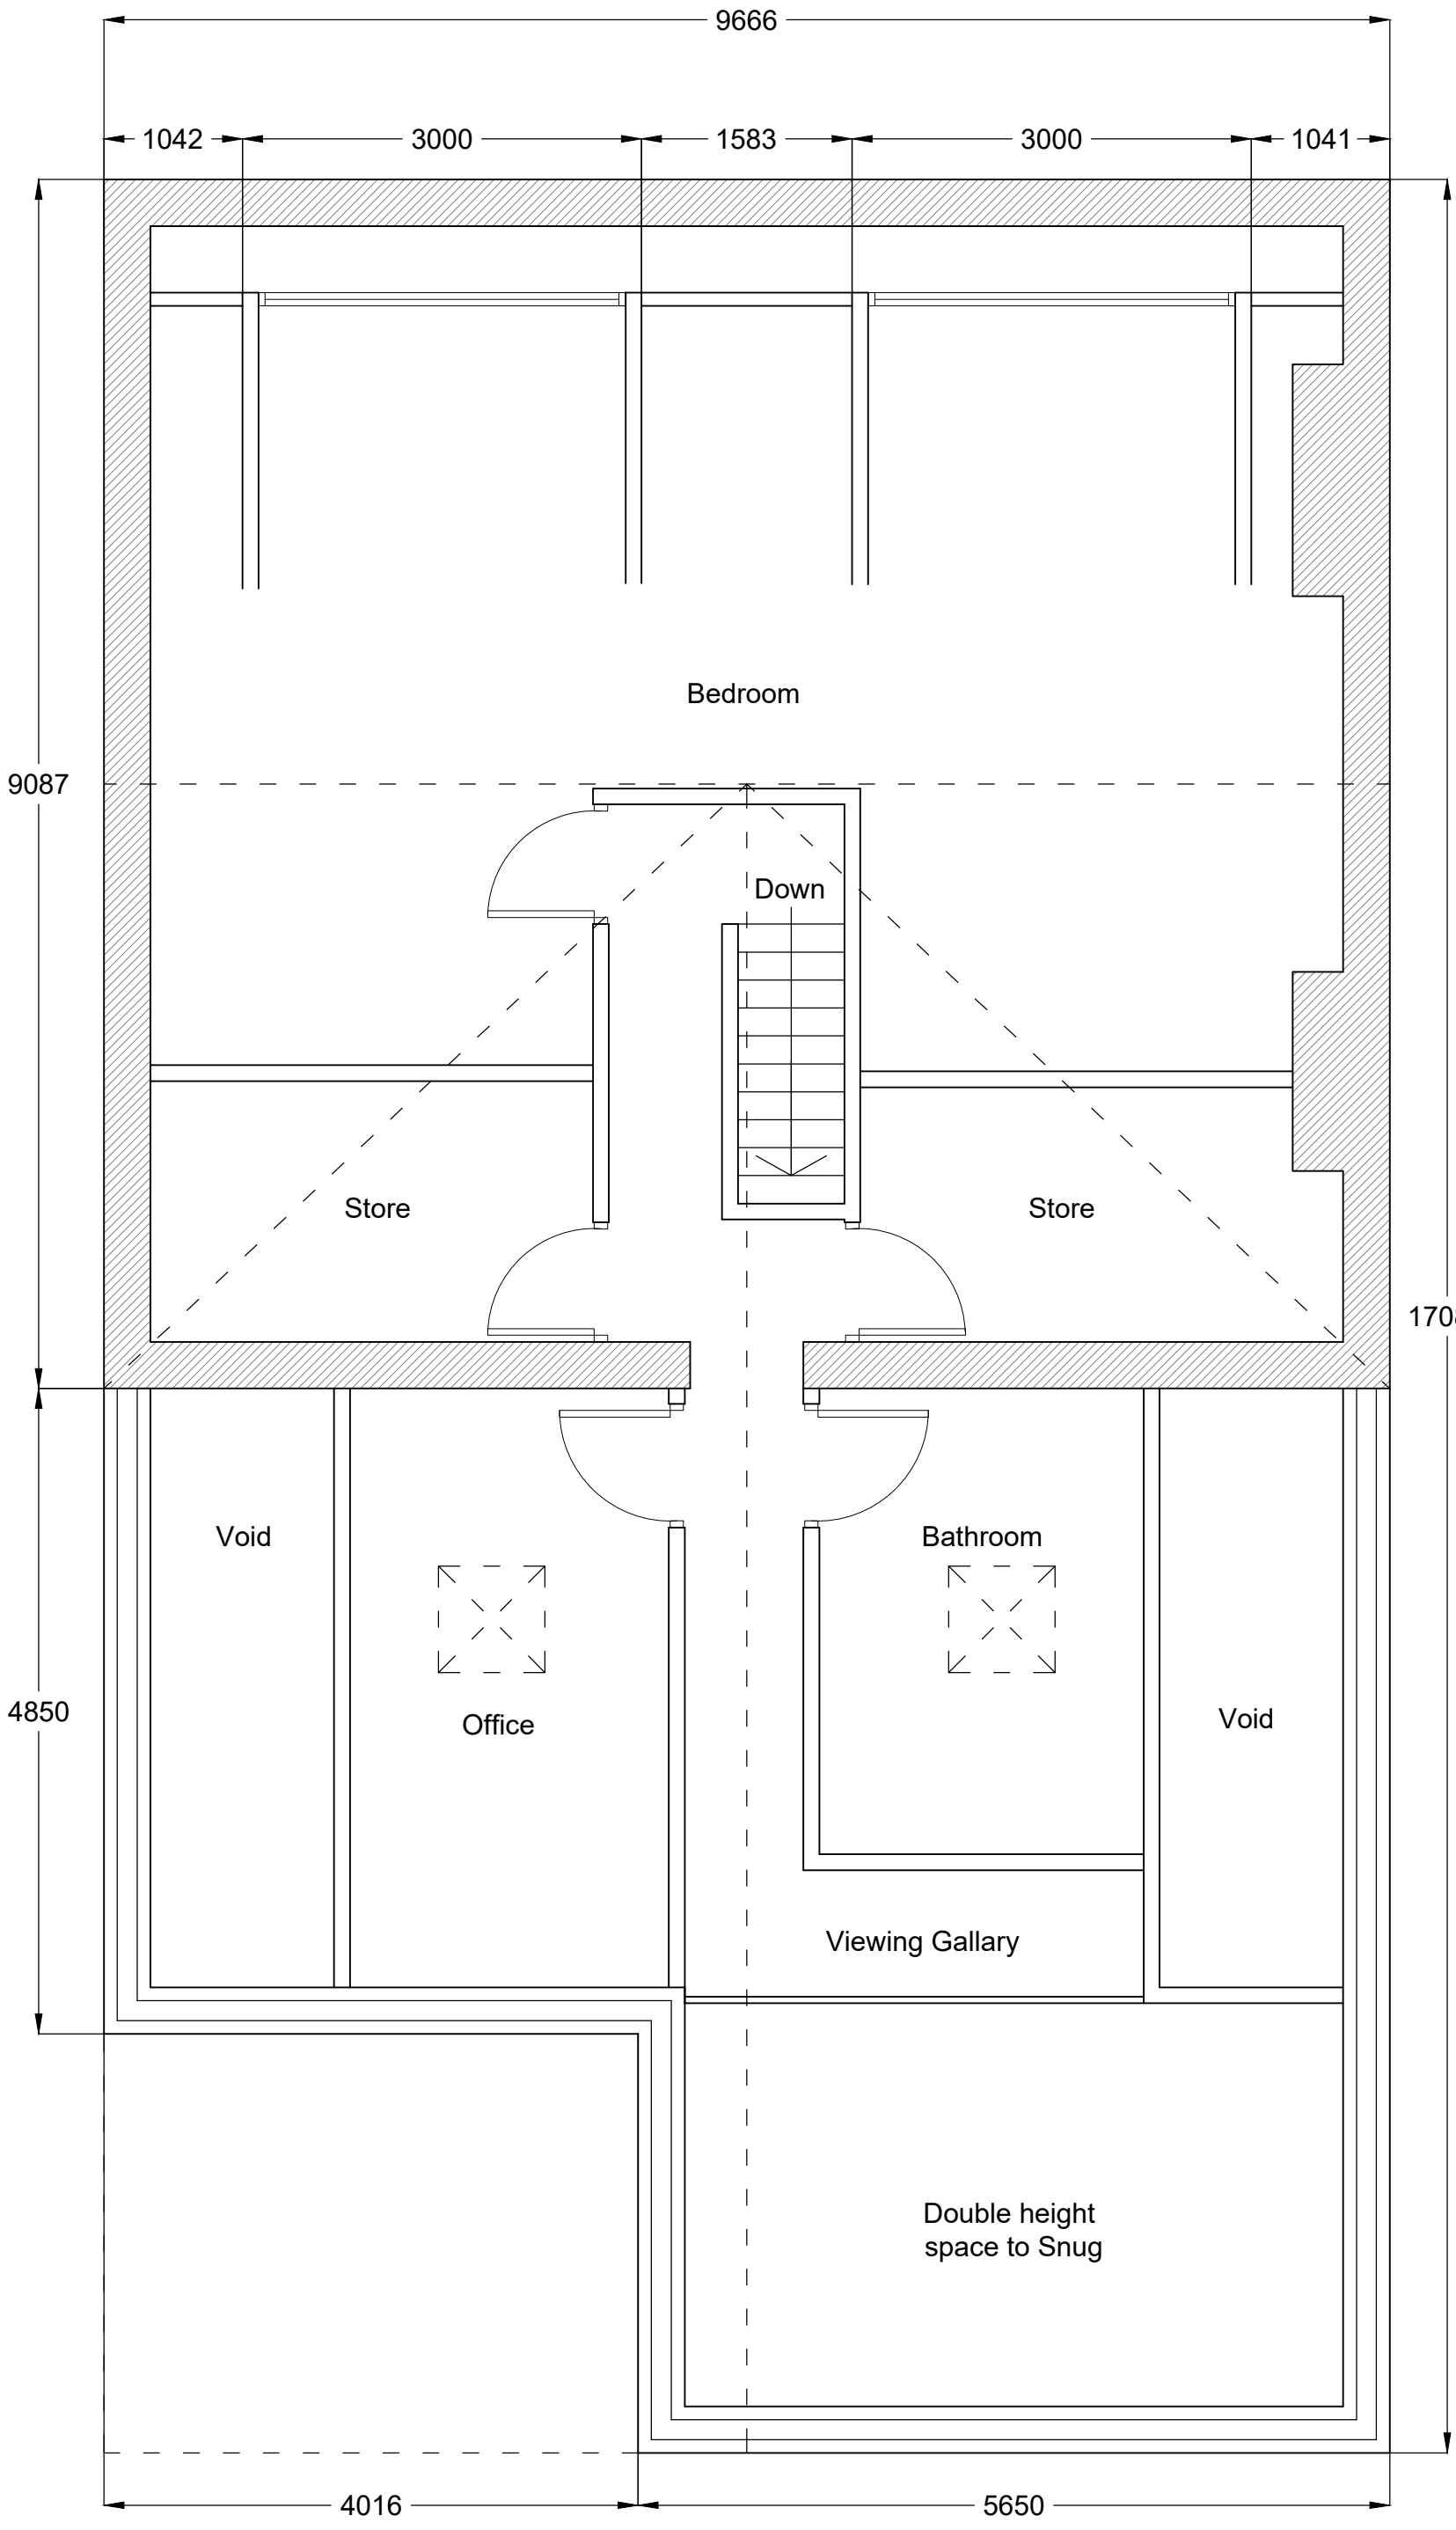 9666
1042
3000
1583
3000
1041
Bedroom
9087
Down
Store
Store
Void
Bathroom
4850
Office
Void
Viewing Gallary
Double height
space to Snug
4016
5650